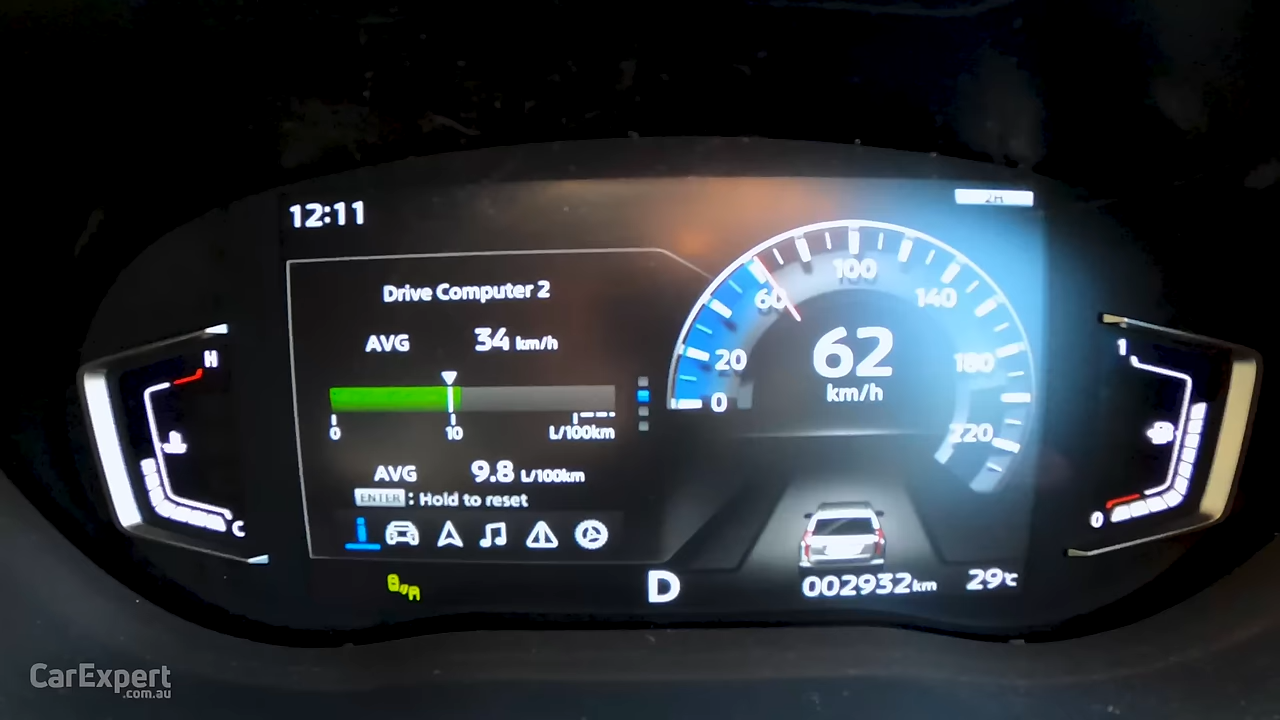 12:11
2H
Drive Computer 2
AVG 34 km/h
0 10 L/100km
AVG 9.8 L/100km
ENTER : Hold to reset
H
C
0 20 60 100 140 180 220
62
km/h
1
0
D
002932km
29℃
CarExpert
.com.au